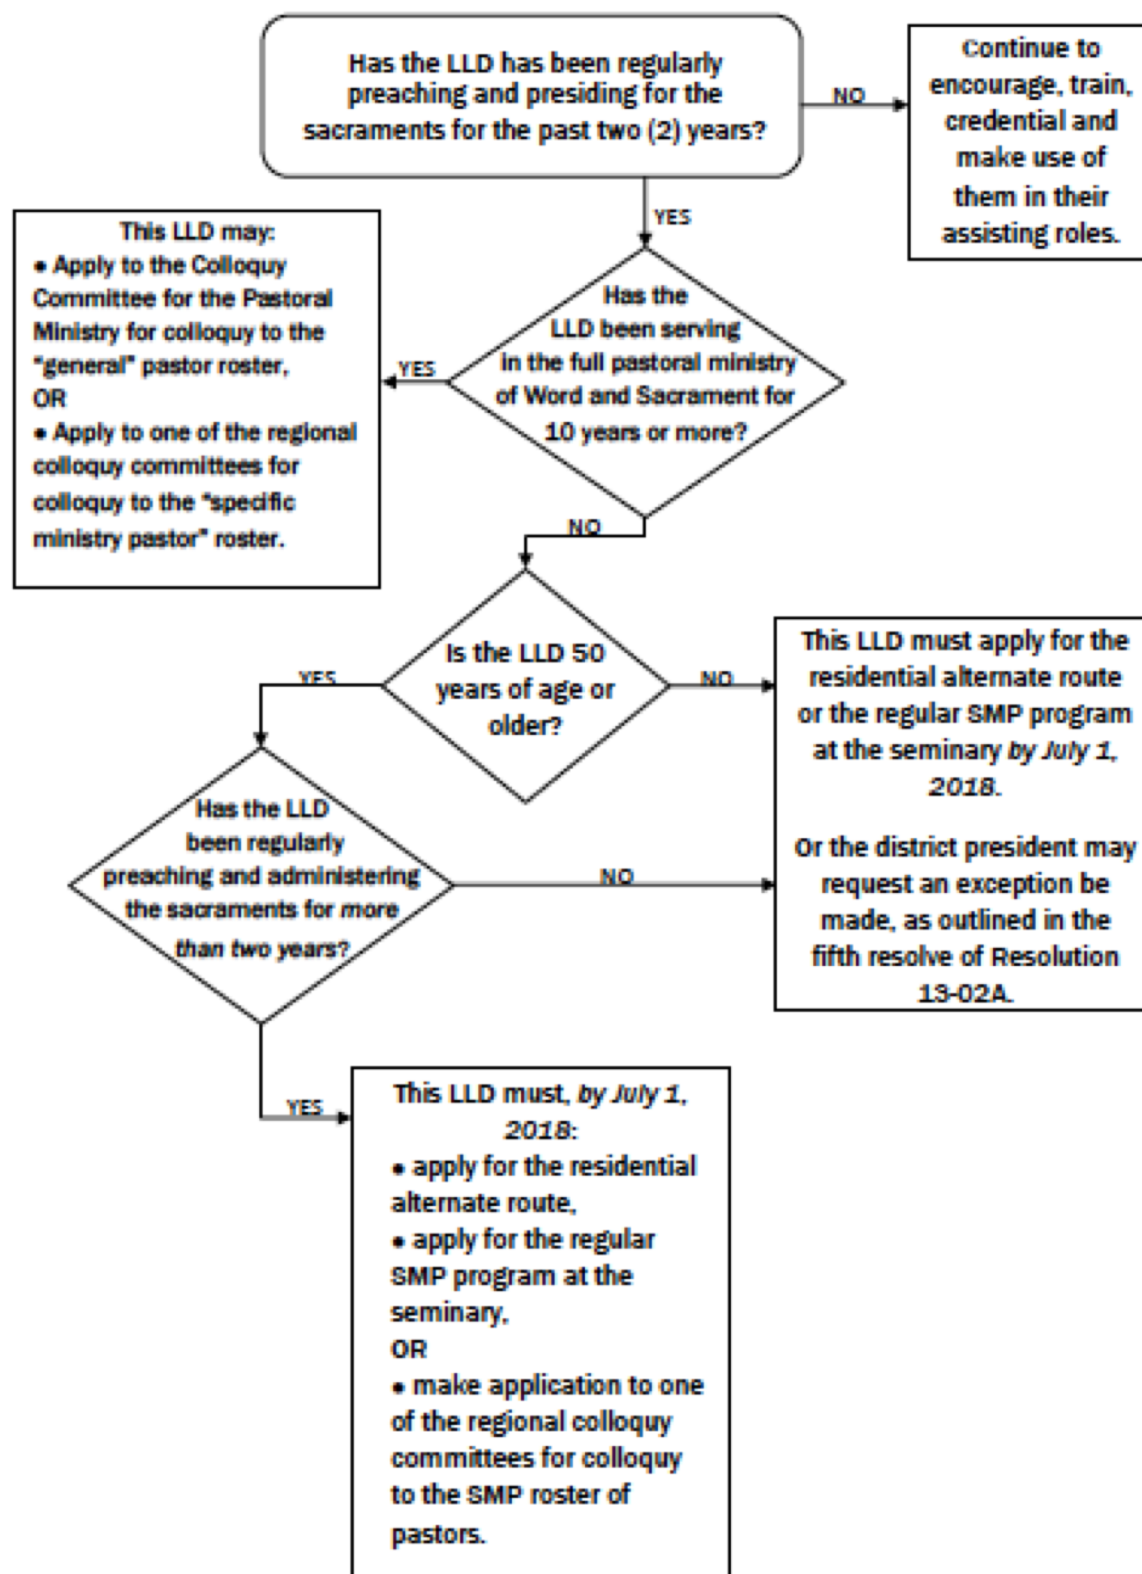 Has the LLD has been regularly
preaching and presiding for the
sacraments for the past two (2) years?
NO
Continue to
encourage, train,
credential and
make use of
them in their
assisting roles.
YES
Has the
LLD been serving
in the full pastoral ministry
of Word and Sacrament for
10 years or more?
YES
This LLD may:
• Apply to the Colloquy
Committee for the Pastoral
Ministry for colloquy to the
"general" pastor roster,
OR
• Apply to one of the regional
colloquy committees for
colloquy to the "specific
ministry pastor" roster.
NO
Is the LLD 50
years of age or
older?
NO
This LLD must apply for the
residential alternate route
or the regular SMP program
at the seminary by July 1,
2018.
Or the district president may
request an exception be
made, as outlined in the
fifth resolve of Resolution
13-02A.
YES
Has the LLD
been regularly
preaching and administering
the sacraments for more
than two years?
NO
YES
This LLD must, by July 1,
2018:
• apply for the residential
alternate route,
• apply for the regular
SMP program at the
seminary,
OR
• make application to one
of the regional colloquy
committees for colloquy
to the SMP roster of
pastors.